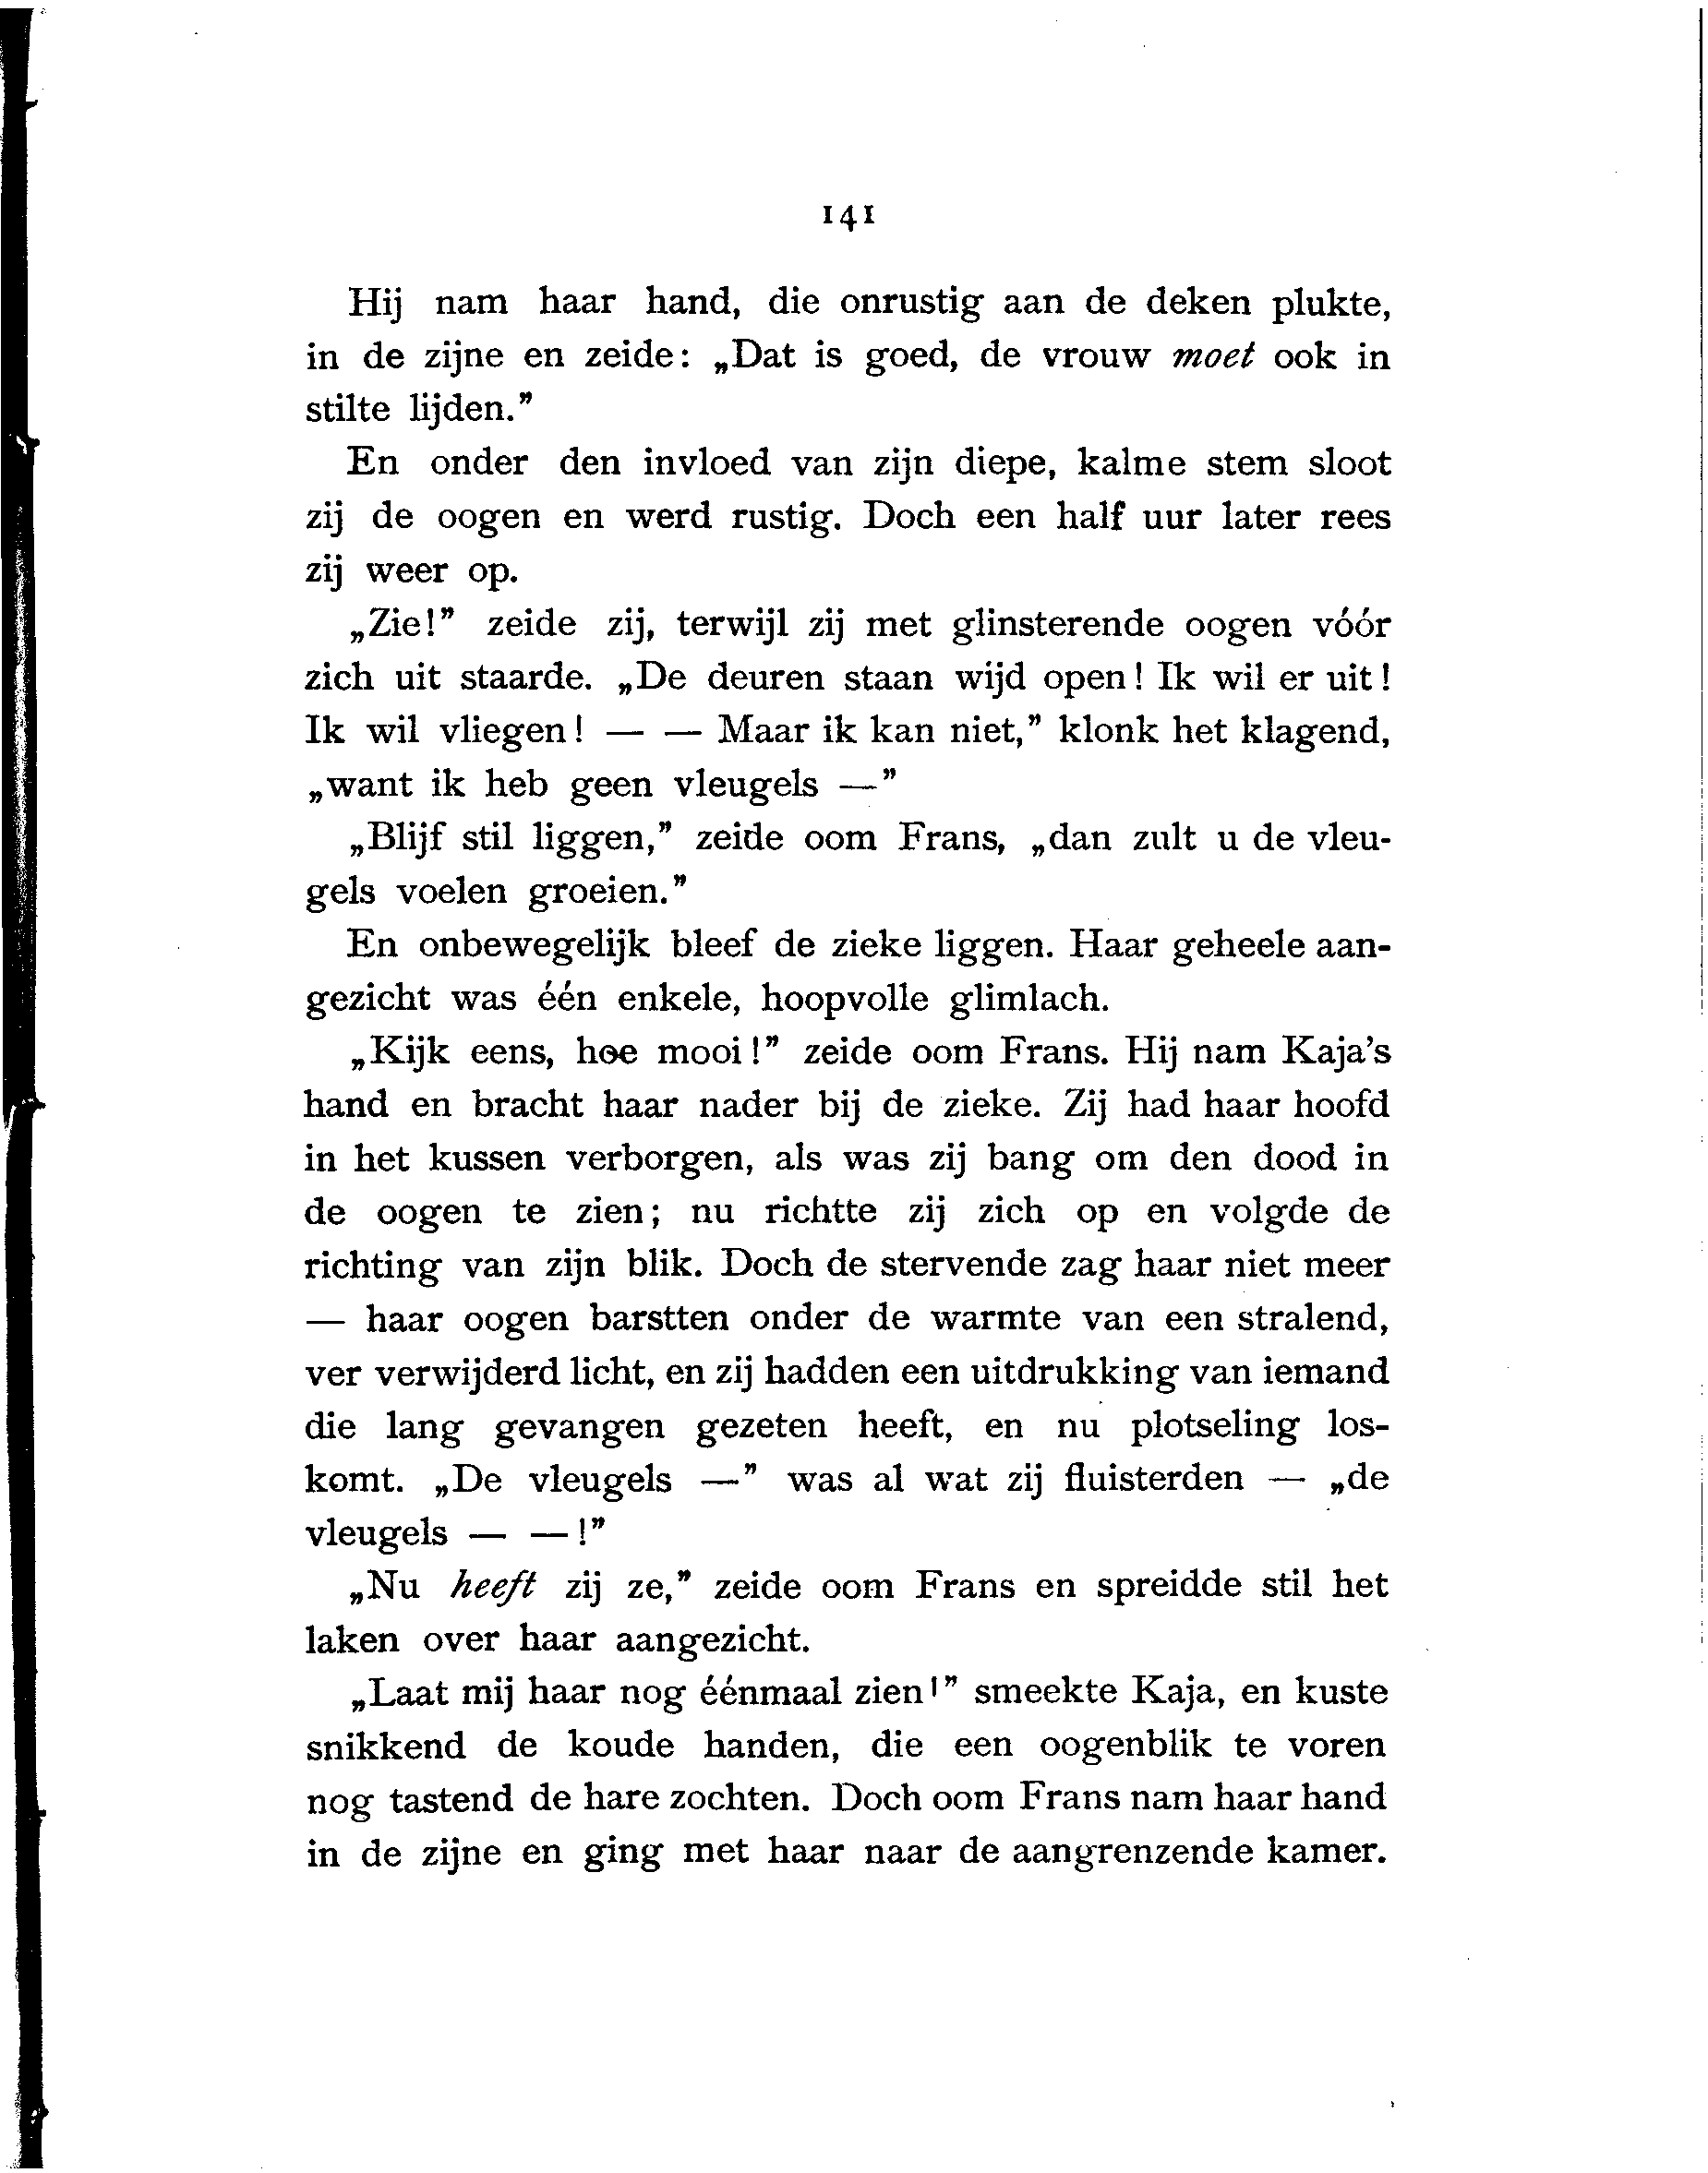 141
Hij nam haar hand, die onrustig aan de deken plukte,
in de zijne en zeide: „Dat is goed, de vrouw moet ook in
stilte lijden.”
En onder den invloed van zijn diepe, kalme stem sloot
zij de oogen en werd rustig. Doch een half uur later rees
zij weer op.
„Zie!” zeide zij, terwijl zij met glinsterende oogen vóór
zich uit staarde. „De deuren staan wijd open! Ik wil er uit!
Ik wil vliegen! — — Maar ik kan niet,” klonk het klagend,
„want ik heb geen vleugels —”
„Blijf stil liggen,” zeide oom Frans, „dan zult u de vleu-
gels voelen groeien.”
En onbewegelijk bleef de zieke liggen. Haar geheele aan-
gezicht was één enkele, hoopvolle glimlach.
„Kijk eens, hoe mooi!” zeide oom Frans. Hij nam Kaja’s
hand en bracht haar nader bij de zieke. Zij had haar hoofd
in het kussen verborgen, als was zij bang om den dood in
de oogen te zien; nu richtte zij zich op en volgde de
richting van zijn blik. Doch de stervende zag haar niet meer
— haar oogen barstten onder de warmte van een stralend,
ver verwijderd licht, en zij hadden een uitdrukking van iemand
die lang gevangen gezeten heeft, en nu plotseling los-
komt. „De vleugels —” was al wat zij fluisterden — „de
vleugels — —!”
„Nu heeft zij ze,” zeide oom Frans en spreidde stil het
laken over haar aangezicht.
„Laat mij haar nog éénmaal zien!” smeekte Kaja, en kuste
snikkend de koude handen, die een oogenblik te voren
nog tastend de hare zochten. Doch oom Frans nam haar hand
in de zijne en ging met haar naar de aangrenzende kamer.